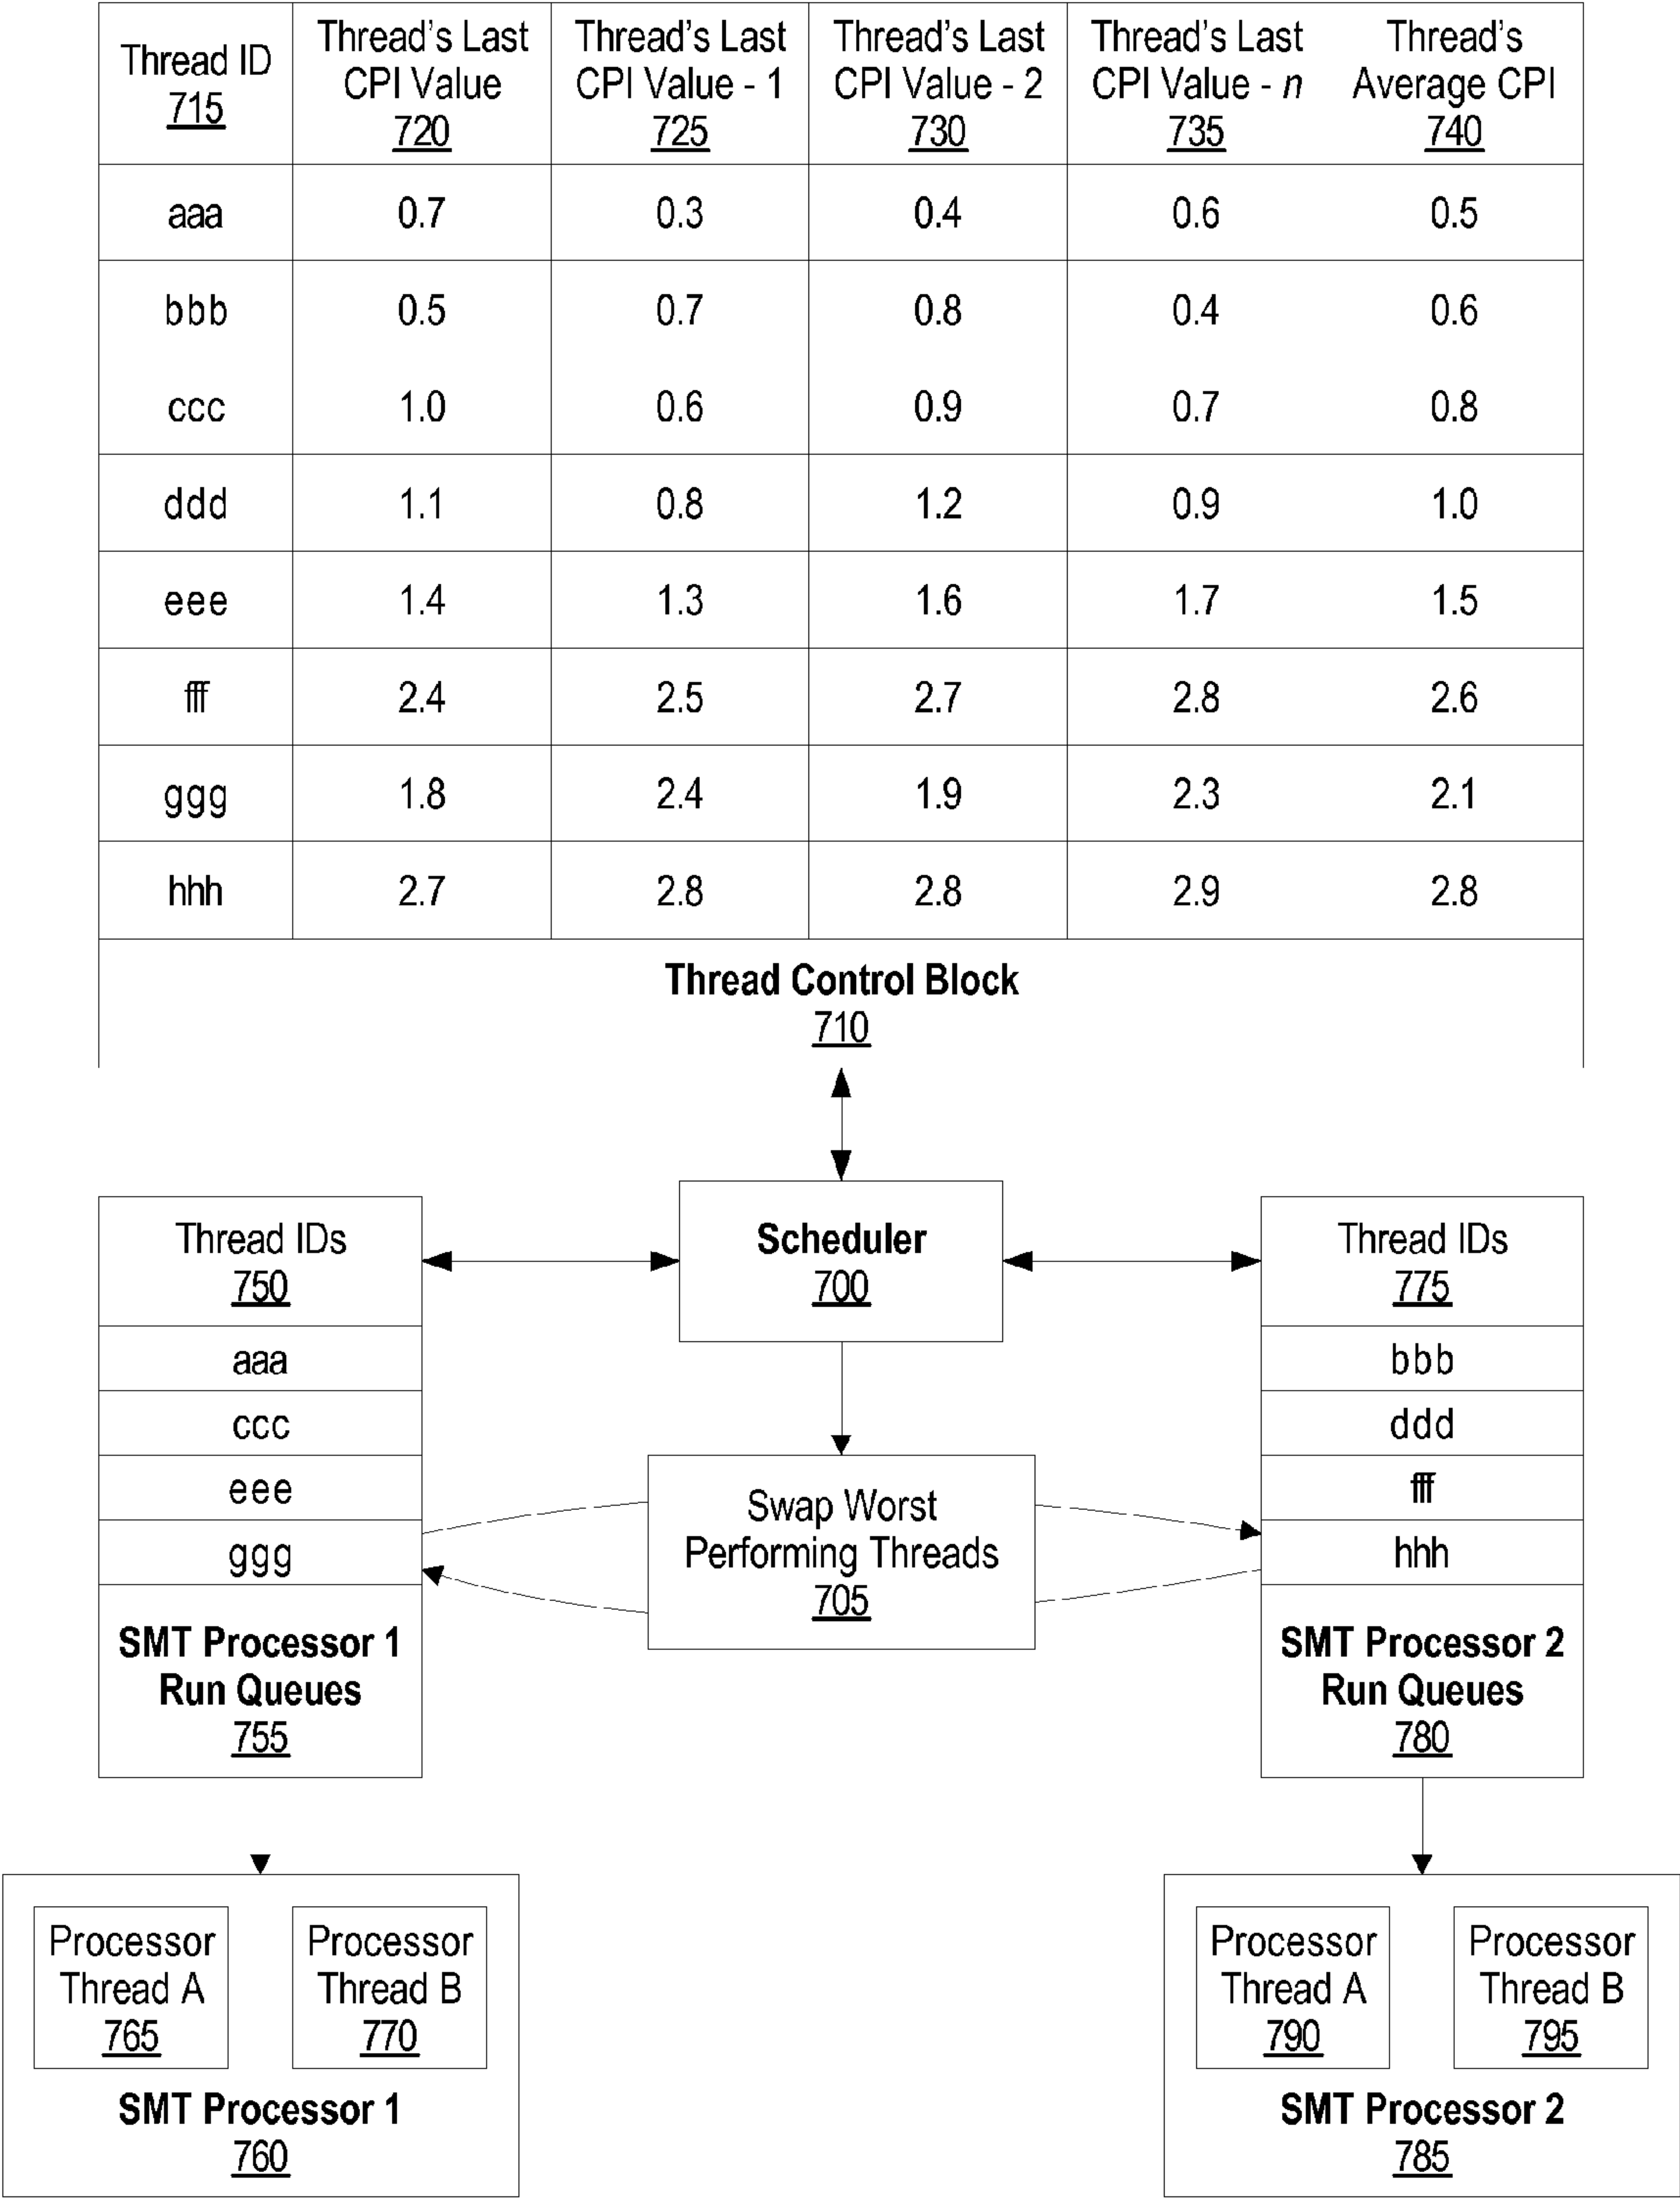 Thread ID
715
Thread's Last
CPI Value
720
Thread's Last
CPI Value - 1
725
Thread's Last
CPI Value - 2
730
Thread's Last
CPI Value - n
735
Thread's
Average CPI
740
aaa 0.7 0.3 0.4 0.6 0.5
bbb 0.5 0.7 0.8 0.4 0.6
ccc 1.0 0.6 0.9 0.7 0.8
ddd 1.1 0.8 1.2 0.9 1.0
eee 1.4 1.3 1.6 1.7 1.5
fff 2.4 2.5 2.7 2.8 2.6
ggg 1.8 2.4 1.9 2.3 2.1
hhh 2.7 2.8 2.8 2.9 2.8
Thread Control Block
710
Scheduler
700
Thread IDs
750
aaa
ccc
eee
ggg
SMT Processor 1
Run Queues
755
Swap Worst
Performing Threads
705
Thread IDs
775
bbb
ddd
fff
hhh
SMT Processor 2
Run Queues
780
Processor
Thread A
765
Processor
Thread B
770
SMT Processor 1
760
Processor
Thread A
790
Processor
Thread B
795
SMT Processor 2
785